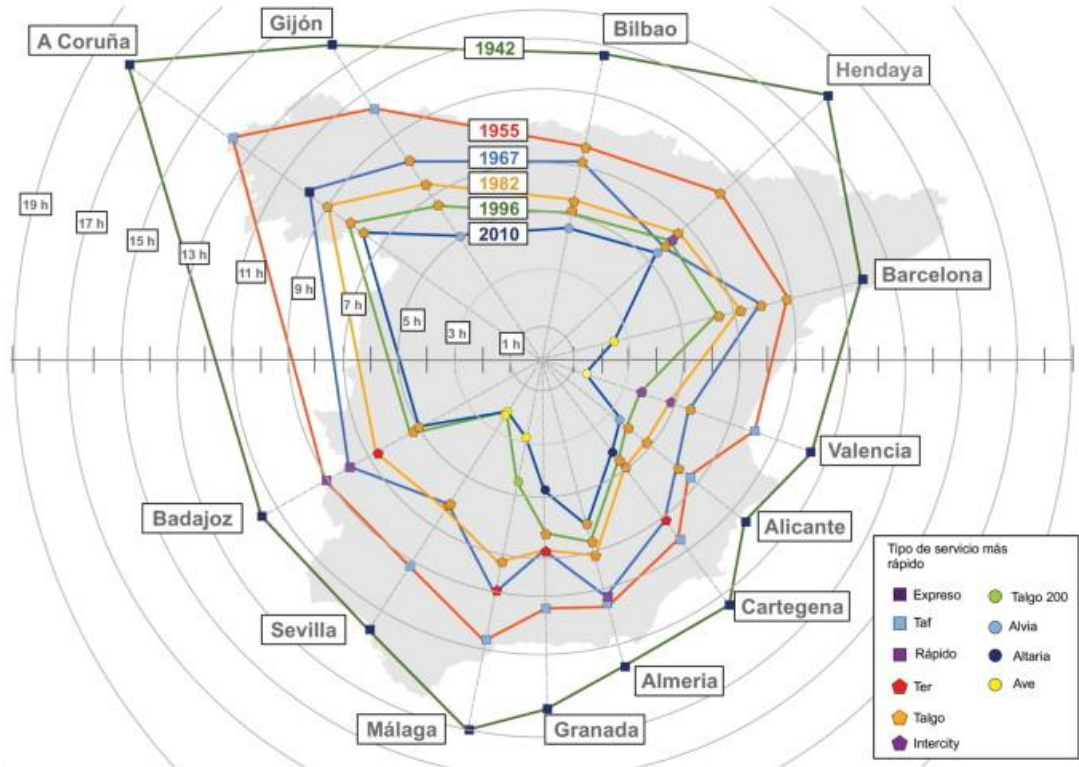 Gijón
Bilbao
A Coruña
1942
Hendaya
1955
1967
1982
1996
2010
19 h
17 h
15 h
13 h
11 h
9 h
7 h
5 h
3 h
1 h
Barcelona
Valencia
Badajoz
Alicante
Cartegena
Sevilla
Almeria
Málaga
Granada
Tipo de servicio más
rápido
Expreso
Taf
Rápido
Ter
Talgo
Intercity
Talgo 200
Alvia
Altaria
Ave